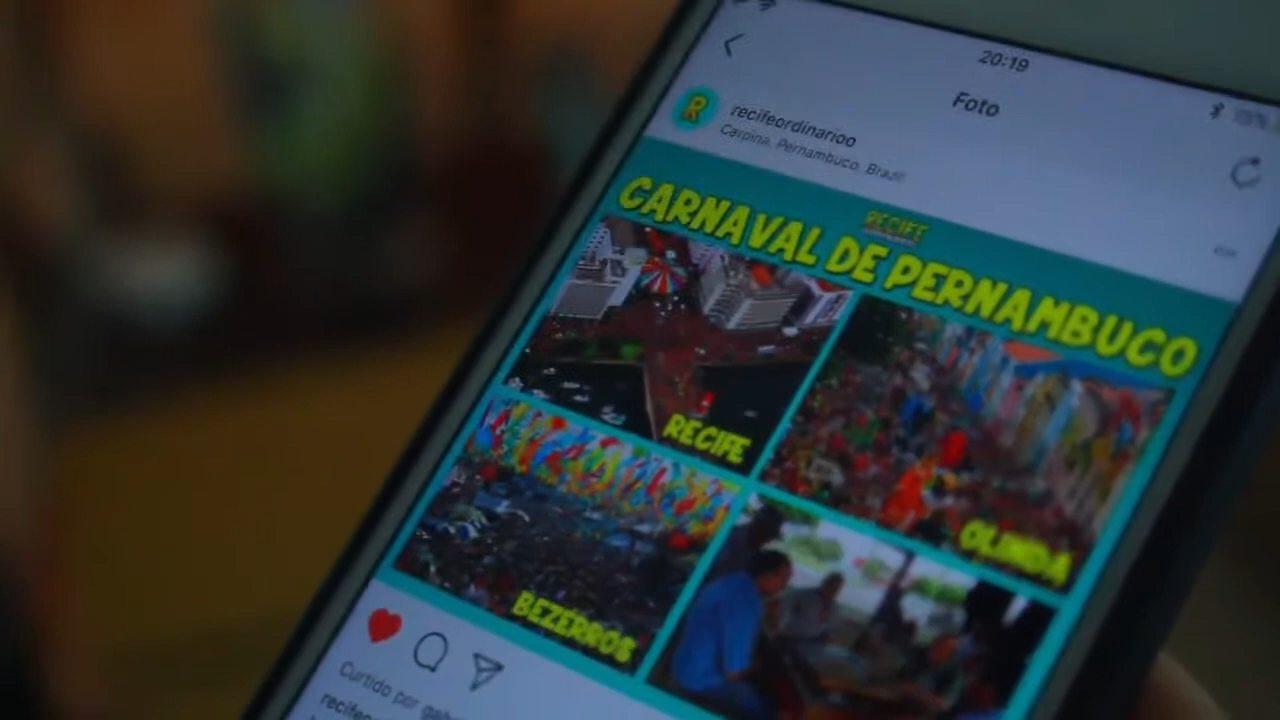 20:19
Foto
R
recifeordinarioo
Carpina, Pernambuco, Brazil
RECIFE
CARNAVAL DE PERNAMBUCO
RECIFE
OLINDA
BEZERROS
Curtido por